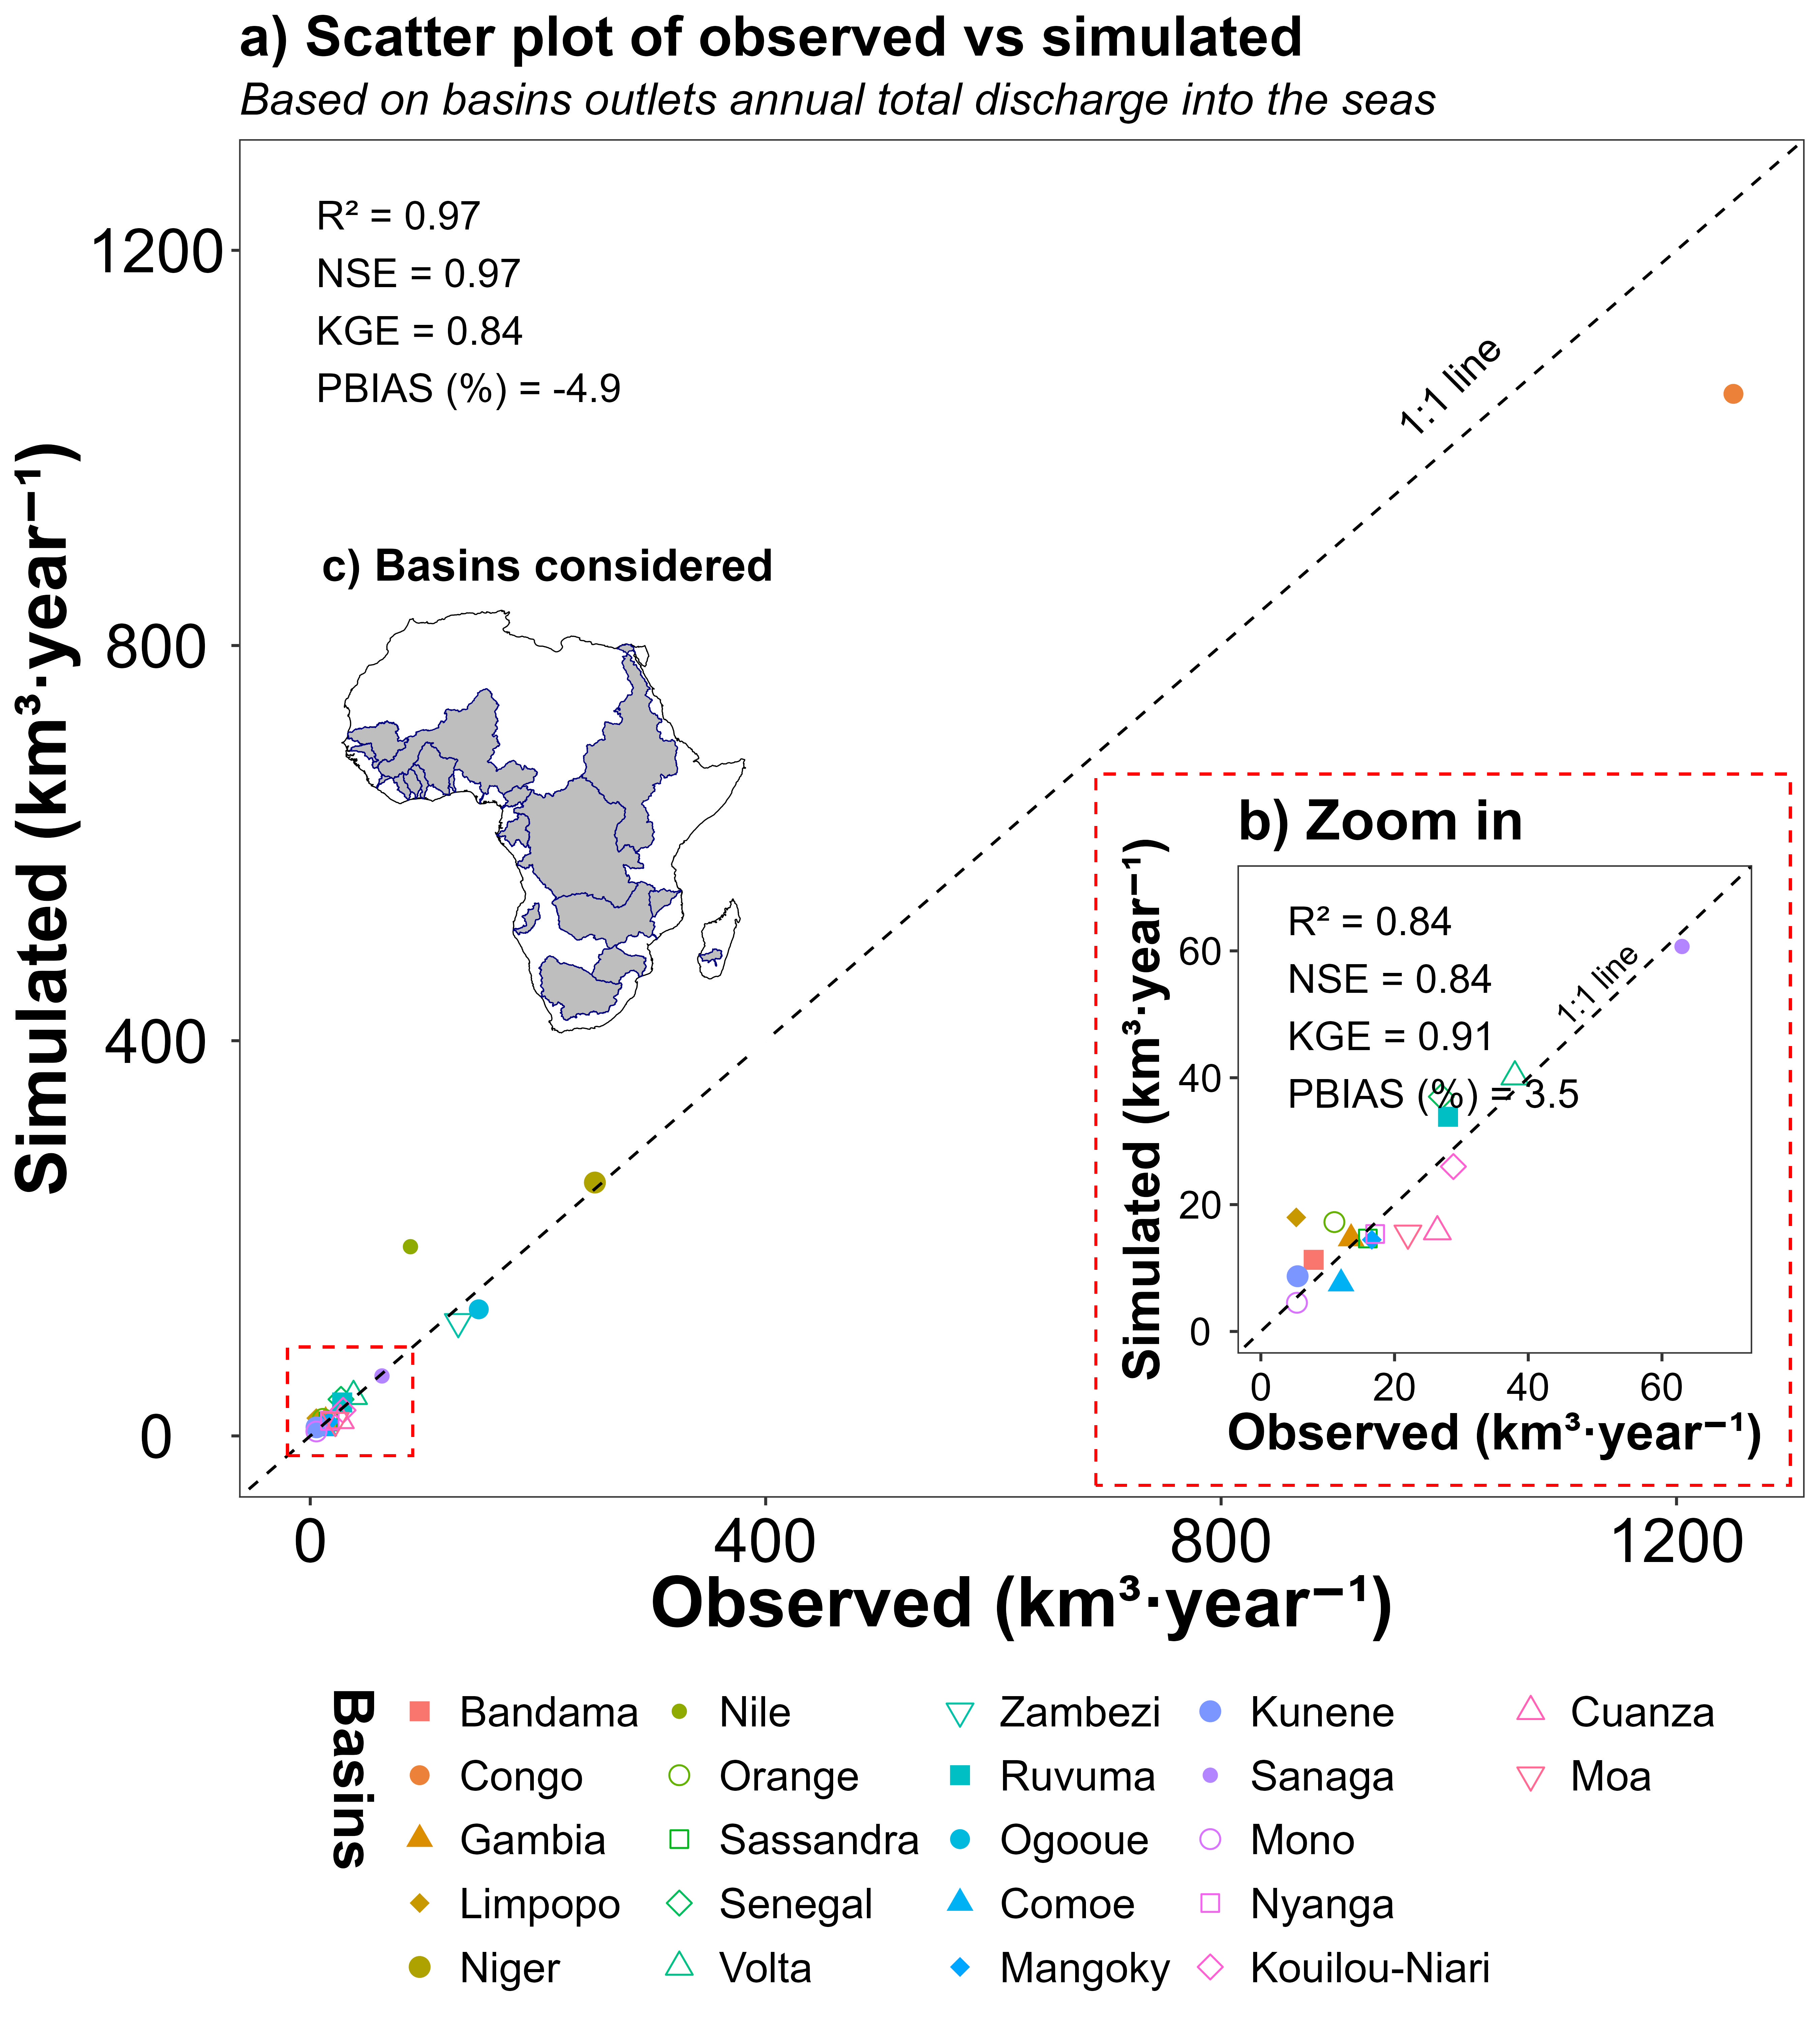 a) Scatter plot of observed vs simulated
Based on basins outlets annual total discharge into the seas
Simulated (km³·year⁻¹)
1200
800
400
0
R² = 0.97
NSE = 0.97
KGE = 0.84
PBIAS (%) = -4.9
1:1 line
c) Basins considered
b) Zoom in
Simulated (km³·year⁻¹)
60
40
20
0
R² = 0.84
NSE = 0.84
KGE = 0.91
PBIAS (%) = 3.5
1:1 line
0 20 40 60
Observed (km³·year⁻¹)
0 400 800 1200
Observed (km³·year⁻¹)
Basins
Bandama Nile Zambezi Kunene Cuanza
Congo Orange Ruvuma Sanaga Moa
Gambia Sassandra Ogooue Mono
Limpopo Senegal Comoe Nyanga
Niger Volta Mangoky Kouilou-Niari